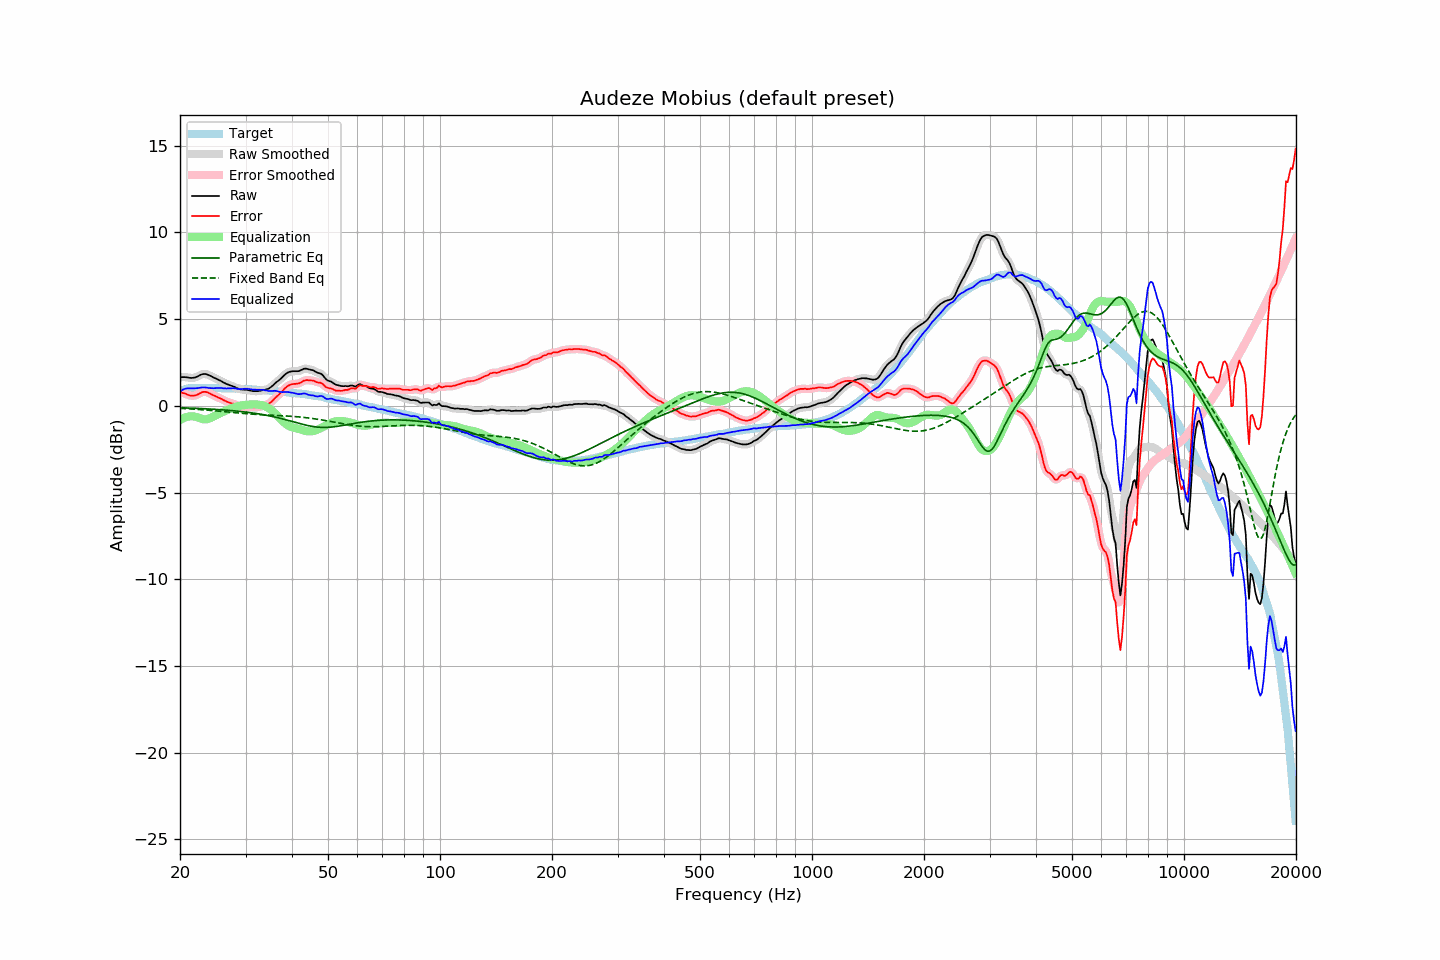 Audeze Mobius (default preset)
Target
Raw Smoothed
Error Smoothed
Raw
Error
Equalization
Parametric Eq
Fixed Band Eq
Equalized
Amplitude (dBr)
15
10
5
0
−5
−10
−15
−20
−25
20 50 100 200 500 1000 2000 5000 10000 20000
Frequency (Hz)